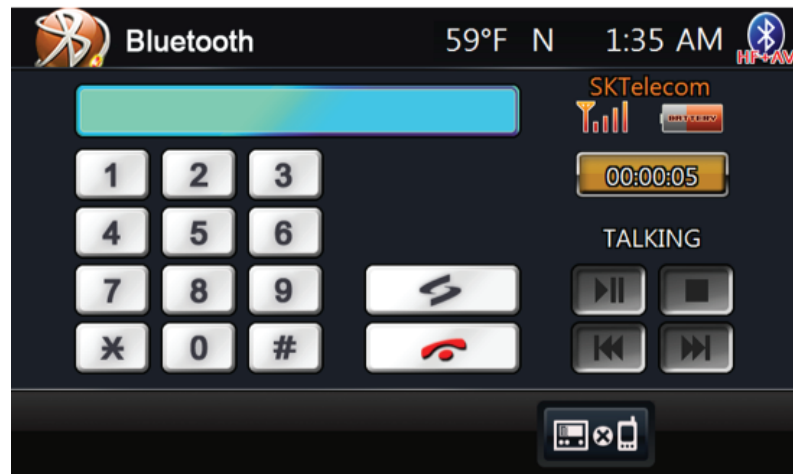 Bluetooth 59°F N 1:35 AM
HF+AV
SKTelecom
BATTERY
1 2 3
00:00:05
4 5 6
TALKING
7 8 9
* 0 #